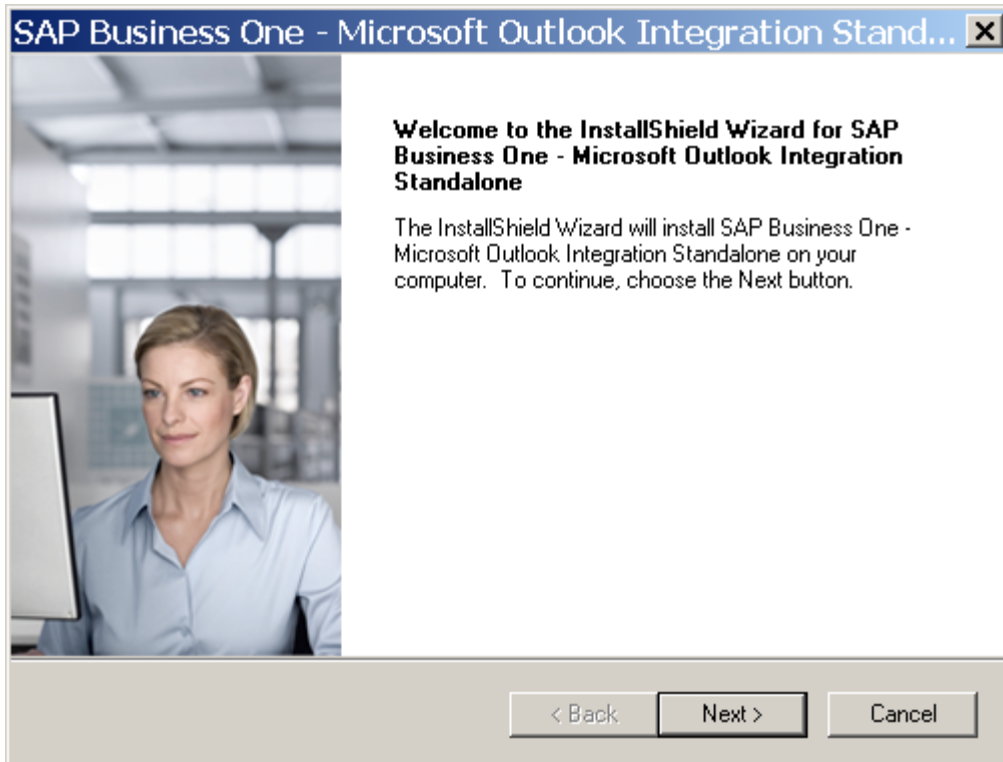 SAP Business One - Microsoft Outlook Integration Stand...
Welcome to the InstallShield Wizard for SAP
Business One - Microsoft Outlook Integration
Standalone
The InstallShield Wizard will install SAP Business One -
Microsoft Outlook Integration Standalone on your
computer.  To continue, choose the Next button.
< Back
Next >
Cancel